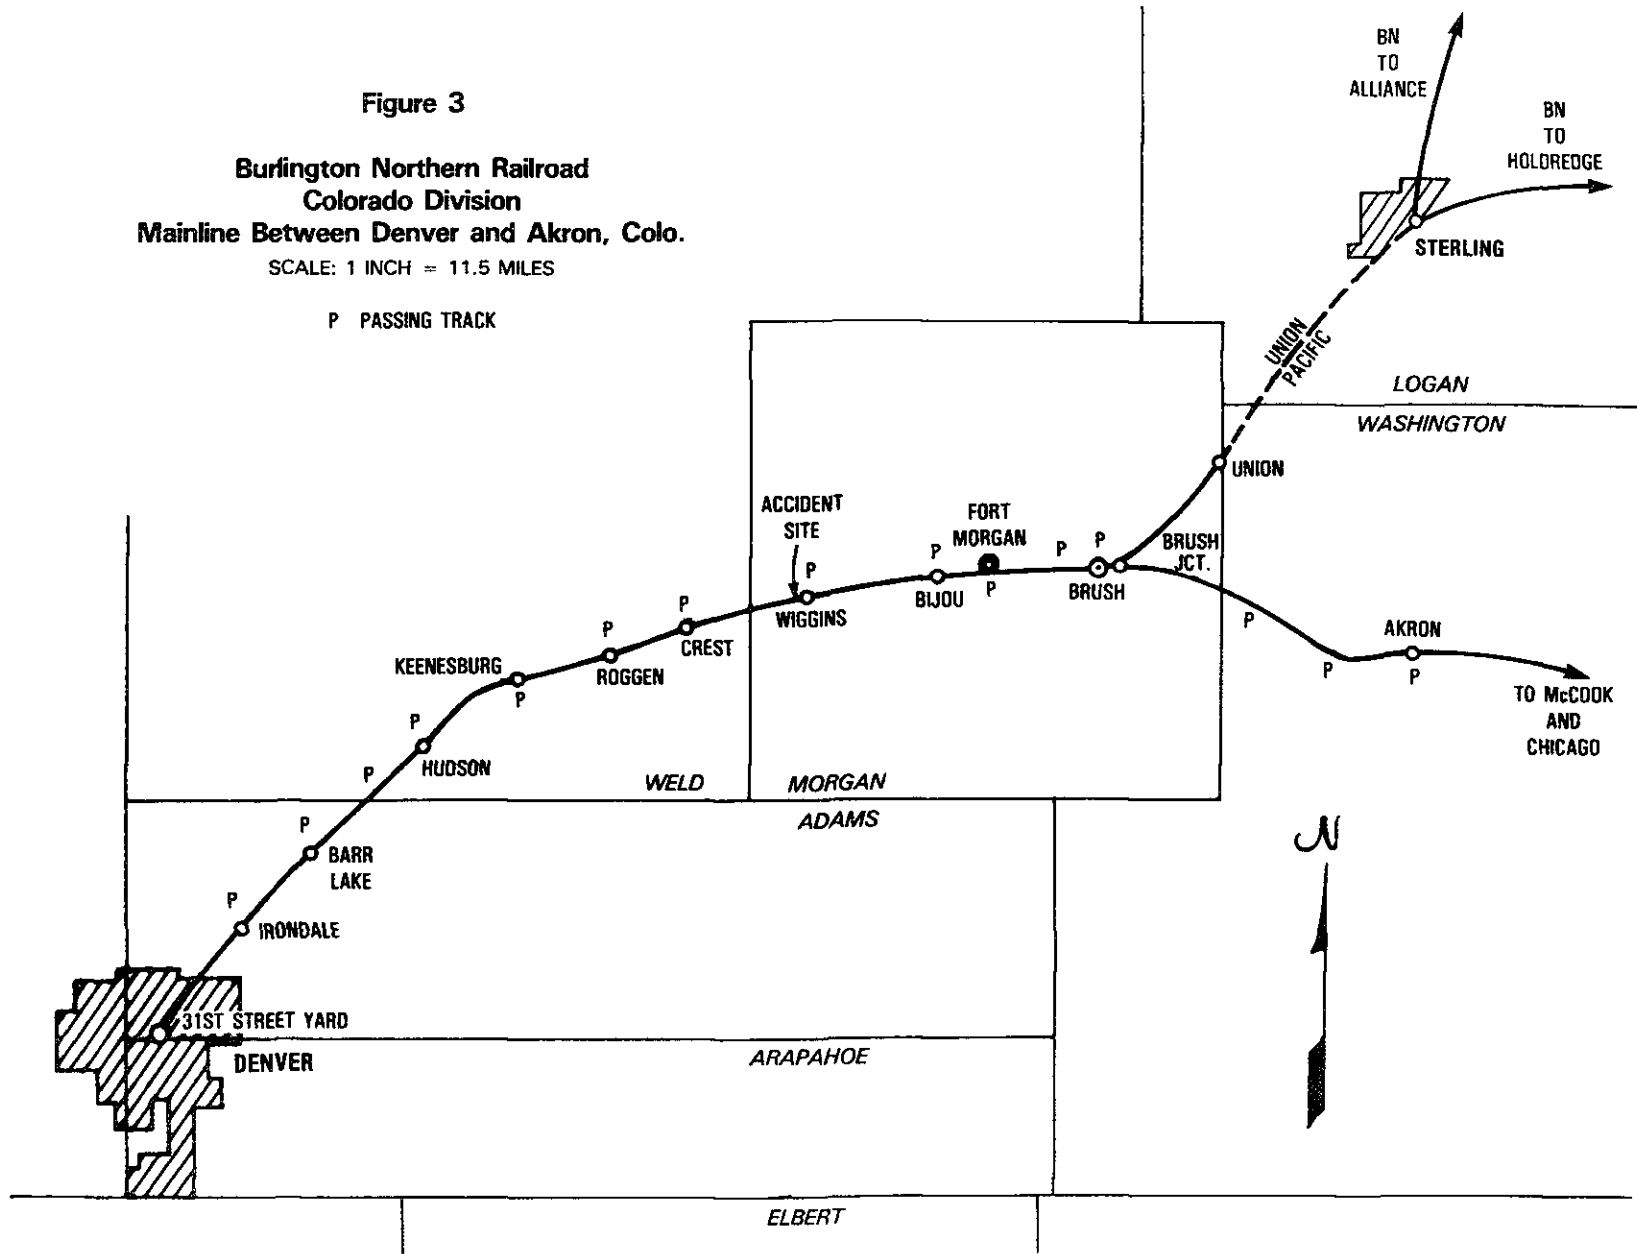 Figure 3
Burlington Northern Railroad
Colorado Division
Mainline Between Denver and Akron, Colo.
SCALE: 1 INCH = 11.5 MILES
P PASSING TRACK
BN
TO
ALLIANCE
BN
TO
HOLDREDGE
STERLING
UNION
PACIFIC
LOGAN
WASHINGTON
UNION
ACCIDENT
SITE
P
WIGGINS
P
BIJOU
FORT
MORGAN
P
P
P
BRUSH
BRUSH
JCT.
P
P
AKRON
P
TO McCOOK
AND
CHICAGO
P
CREST
P
ROGGEN
KEENESBURG
P
P
HUDSON
P
WELD
MORGAN
ADAMS
P
BARR
LAKE
P
IRONDALE
31ST STREET YARD
DENVER
ARAPAHOE
ELBERT
N